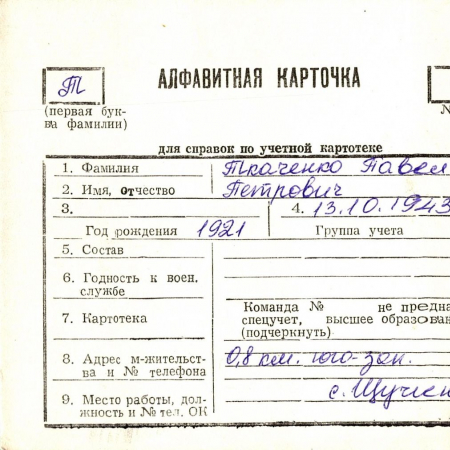 Т
АЛФАВИТНАЯ КАРТОЧКА
(первая бук-
ва фамилии)
N
для справок по учетной картотеке
1. Фамилия Ткаченко Павел
2. Имя, отчество Петрович
3. 4. 13.10.1943
Год рождения 1921 Группа учета
5. Состав
6. Годность к воен.
службе
Команда № не предна
7. Картотека спецучет, высшее образован
(подчеркнуть)
8. Адрес м-жительст- 0,8 км. юго-зап.
ва и № телефона
9. Место работы, дол- с. Щучен
жность и № тел. ОК